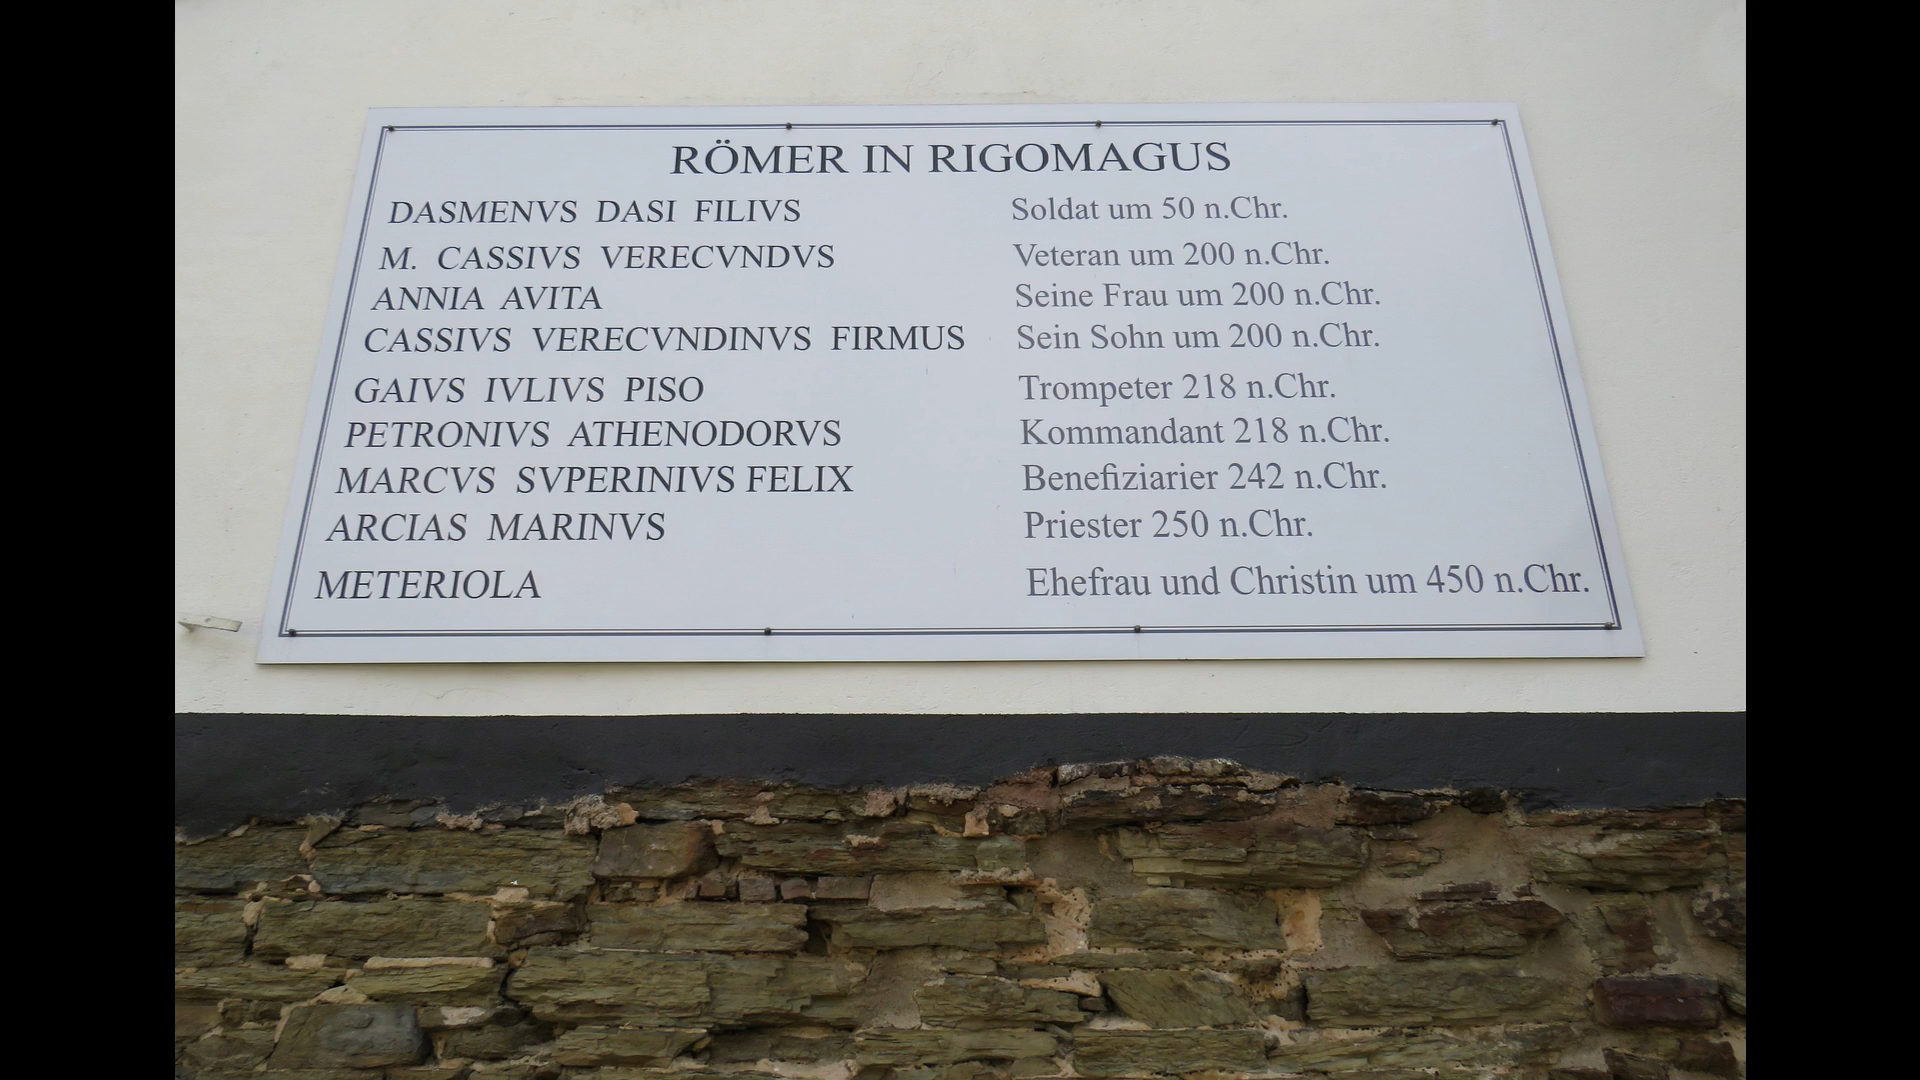 RÖMER IN RIGOMAGUS
DASMENVS DASI FILIVS Soldat um 50 n.Chr.
M. CASSIVS VERECVNDVS Veteran um 200 n.Chr.
ANNIA AVITA Seine Frau um 200 n.Chr.
CASSIVS VERECVNDINVS FIRMUS Sein Sohn um 200 n.Chr.
GAIVS IVLIVS PISO Trompeter 218 n.Chr.
PETRONIVS ATHENODORVS Kommandant 218 n.Chr.
MARCVS SVPERINIVS FELIX Benefiziarier 242 n.Chr.
ARCIAS MARINVS Priester 250 n.Chr.
METERIOLA Ehefrau und Christin um 450 n.Chr.